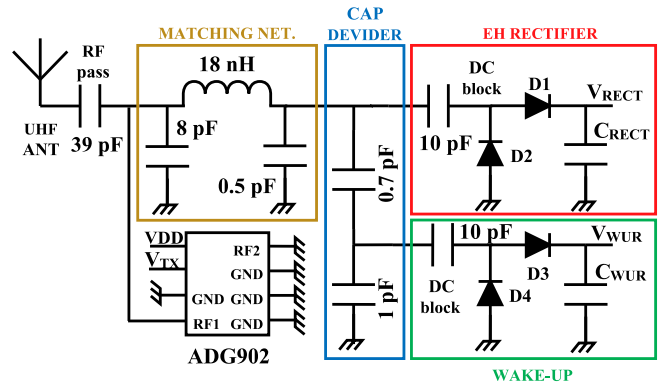 CAP
MATCHING NET.
DEVIDER
EH RECTIFIER
RF
pass
18 nH
DC
block
D1
VRECT
UHF
ANT
39 pF
8 pF
0.5 pF
0.7 pF
10 pF
D2
CRECT
VDD
VTX
RF2
GND
GND
GND
RF1
GND
ADG902
1 pF
10 pF
DC
block
D3
D4
VWUR
CWUR
WAKE-UP